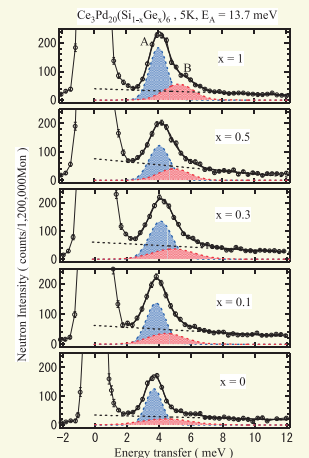 Ce3Pd20(Si1-xGex)6 , 5K, EA = 13.7 meV
Neutron Intensity ( counts/1,200,000Mon )
200
100
0
A
B
x = 1
200
100
0
x = 0.5
200
100
0
x = 0.3
200
100
0
x = 0.1
200
100
0
x = 0
-2 0 2 4 6 8 10 12
Energy transfer ( meV )